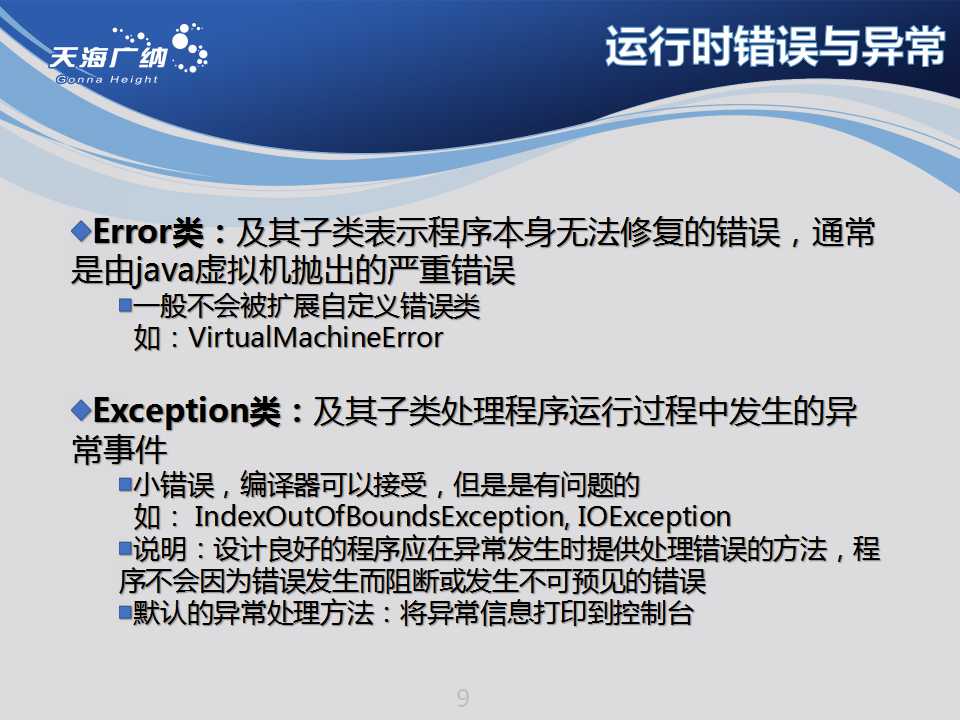 天海广纳
Gonna Height
运行时错误与异常
Error类：及其子类表示程序本身无法修复的错误，通常
是由java虚拟机抛出的严重错误
一般不会被扩展自定义错误类
如：VirtualMachineError
Exception类：及其子类处理程序运行过程中发生的异
常事件
小错误，编译器可以接受，但是是有问题的
如： IndexOutOfBoundsException, IOException
说明：设计良好的程序应在异常发生时提供处理错误的方法，程
序不会因为错误发生而阻断或发生不可预见的错误
默认的异常处理方法：将异常信息打印到控制台
9